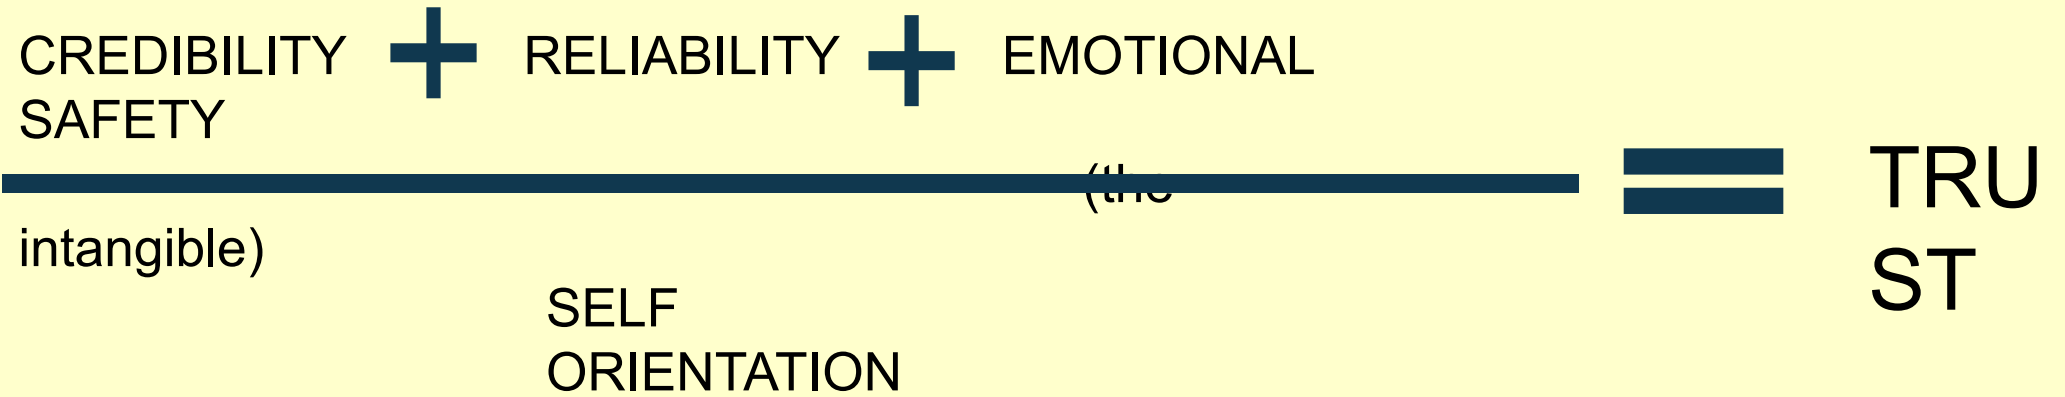 CREDIBILITY RELIABILITY EMOTIONAL
SAFETY
(the
intangible)
SELF
ORIENTATION
TRU
ST